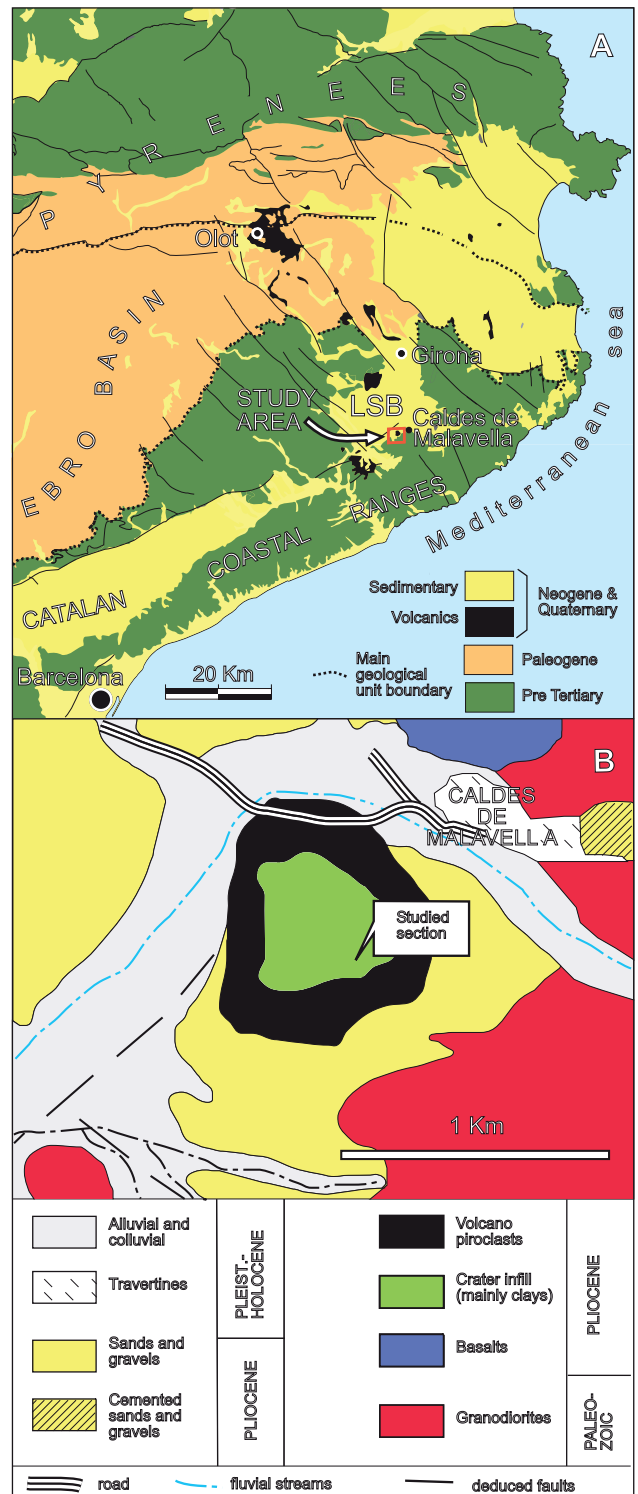 A
PYRENEES
Olot
EBRO BASIN
Girona
sea
STUDY
AREA
LSB
Caldes de
Malavella
Mediterranean
CATALAN COASTAL RANGES
Sedimentary
Volcanics
Neogene &
Quaternary
Barcelona
20 Km
Main
geological
unit boundary
Paleogene
Pre Tertiary
B
CALDES
DE
MALAVELLA
Studied
section
1 Km
Alluvial and
colluvial
Travertines
PLEIST.-
HOLOCENE
Sands and
gravels
Cemented
sands and
gravels
PLIOCENE
Volcano
piroclasts
Crater infill
(mainly clays)
Basalts
PLIOCENE
Granodiorites
PALEO-
ZOIC
road
fluvial streams
deduced faults